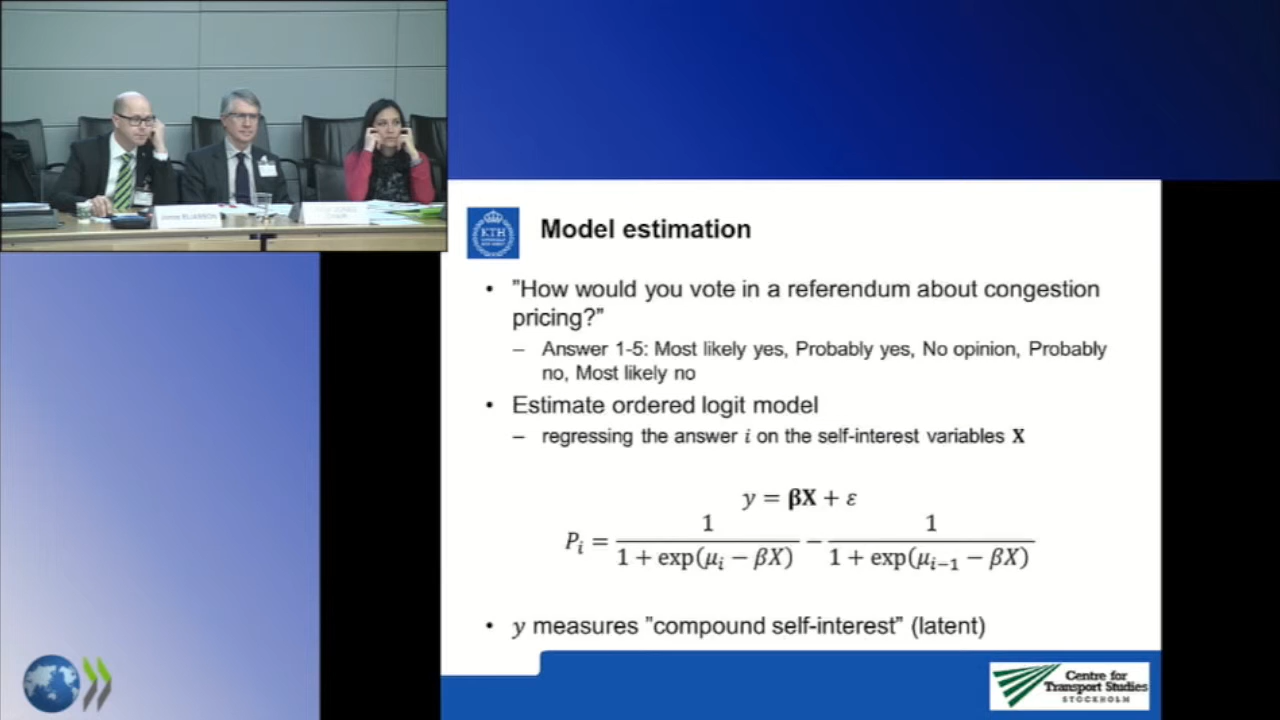 Model estimation
• "How would you vote in a referendum about congestion
pricing?"
– Answer 1-5: Most likely yes, Probably yes, No opinion, Probably
no, Most likely no
• Estimate ordered logit model
– regressing the answer i on the self-interest variables X
y = βX + ε
P_i = 1 / (1 + exp(μ_i − βX)) − 1 / (1 + exp(μ_{i−1} − βX))
• y measures "compound self-interest" (latent)
KTH
Centre for
Transport Studies
STOCKHOLM
ELIASSON